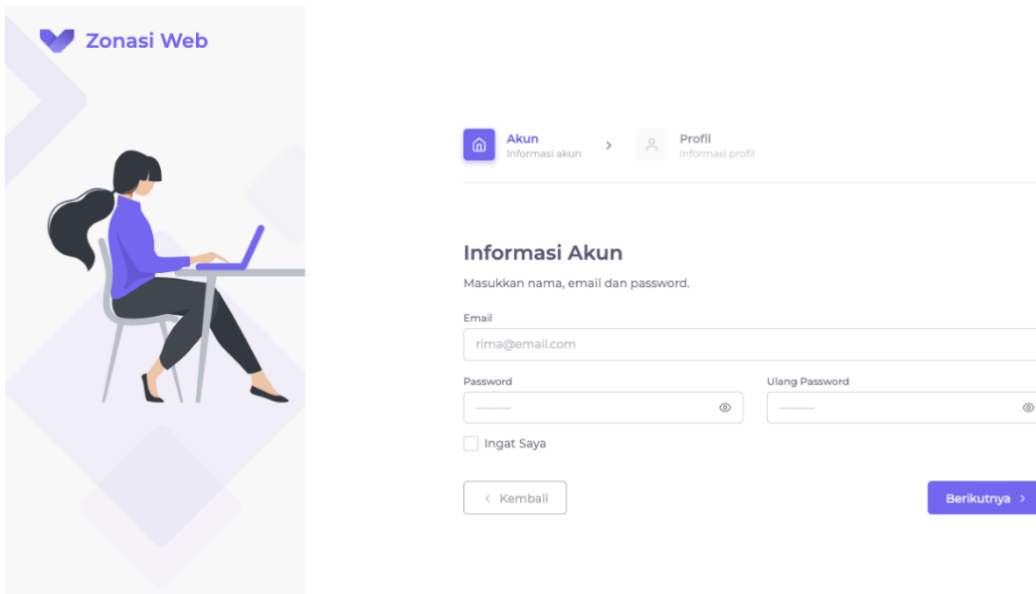 Zonasi Web
Akun
Informasi akun
Profil
Informasi profil
Informasi Akun
Masukkan nama, email dan password.
Email
rima@email.com
Password
Ulang Password
············
············
Ingat Saya
Kembali
Berikutnya